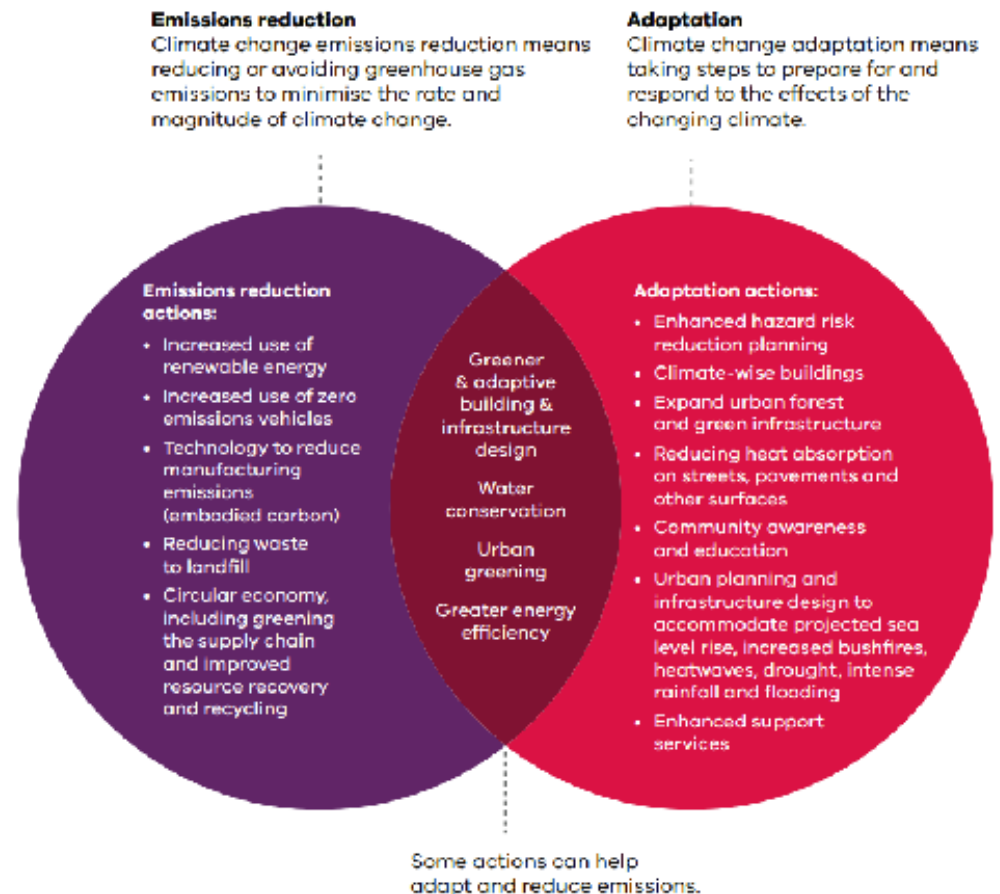 Emissions reduction
Climate change emissions reduction means
reducing or avoiding greenhouse gas
emissions to minimise the rate and
magnitude of climate change.
Adaptation
Climate change adaptation means
taking steps to prepare for and
respond to the effects of the
changing climate.
Emissions reduction
actions:
• Increased use of
renewable energy
• Increased use of zero
emissions vehicles
• Technology to reduce
manufacturing
emissions
(embodied carbon)
• Reducing waste
to landfill
• Circular economy,
including greening
the supply chain
and improved
resource recovery
and recycling
Greener
& adaptive
building &
infrastructure
design
Water
conservation
Urban
greening
Greater energy
efficiency
Adaptation actions:
• Enhanced hazard risk
reduction planning
• Climate-wise buildings
• Expand urban forest
and green infrastructure
• Reducing heat absorption
on streets, pavements and
other surfaces
• Community awareness
and education
• Urban planning and
infrastructure design to
accommodate projected sea
level rise, increased bushfires,
heatwaves, drought, intense
rainfall and flooding
• Enhanced support
services
Some actions can help
adapt and reduce emissions.